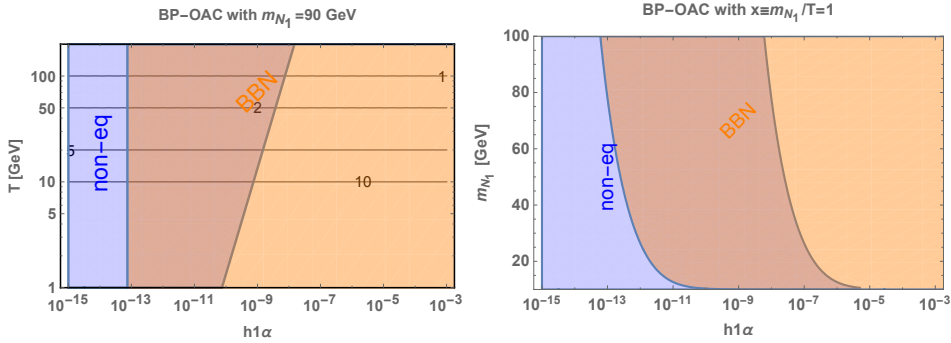 BP-OAC with m_{N_1}=90 GeV
T [GeV]
100
50
10
5
1
non-eq
BBN
1
2
5
10
10^{-15}
10^{-13}
10^{-11}
10^{-9}
10^{-7}
10^{-5}
10^{-3}
h1α
BP-OAC with x≡m_{N_1}/T=1
m_{N_1} [GeV]
100
80
60
40
20
non-eq
BBN
10^{-15}
10^{-13}
10^{-11}
10^{-9}
10^{-7}
10^{-5}
10^{-3}
h1α